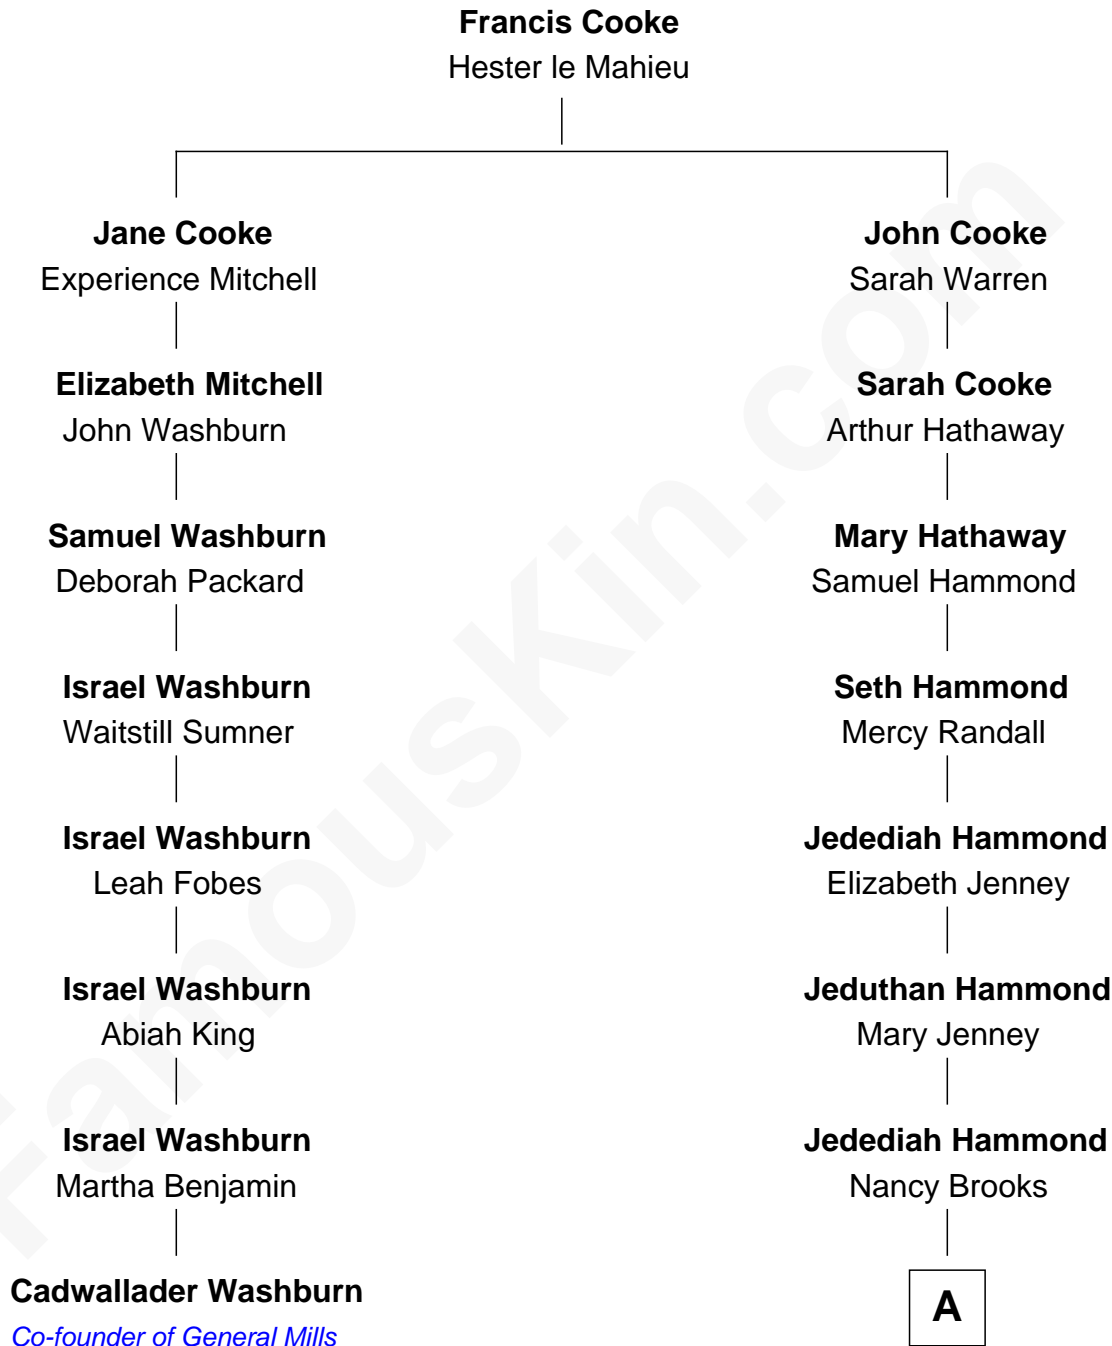 Francis Cooke
Hester le Mahieu
Jane Cooke
Experience Mitchell
John Cooke
Sarah Warren
Elizabeth Mitchell
John Washburn
Sarah Cooke
Arthur Hathaway
Samuel Washburn
Deborah Packard
Mary Hathaway
Samuel Hammond
Israel Washburn
Waitstill Sumner
Seth Hammond
Mercy Randall
Israel Washburn
Leah Fobes
Jedediah Hammond
Elizabeth Jenney
Israel Washburn
Abiah King
Jeduthan Hammond
Mary Jenney
Israel Washburn
Martha Benjamin
Jedediah Hammond
Nancy Brooks
Cadwallader Washburn
Co-founder of General Mills
A
FamousKin.com